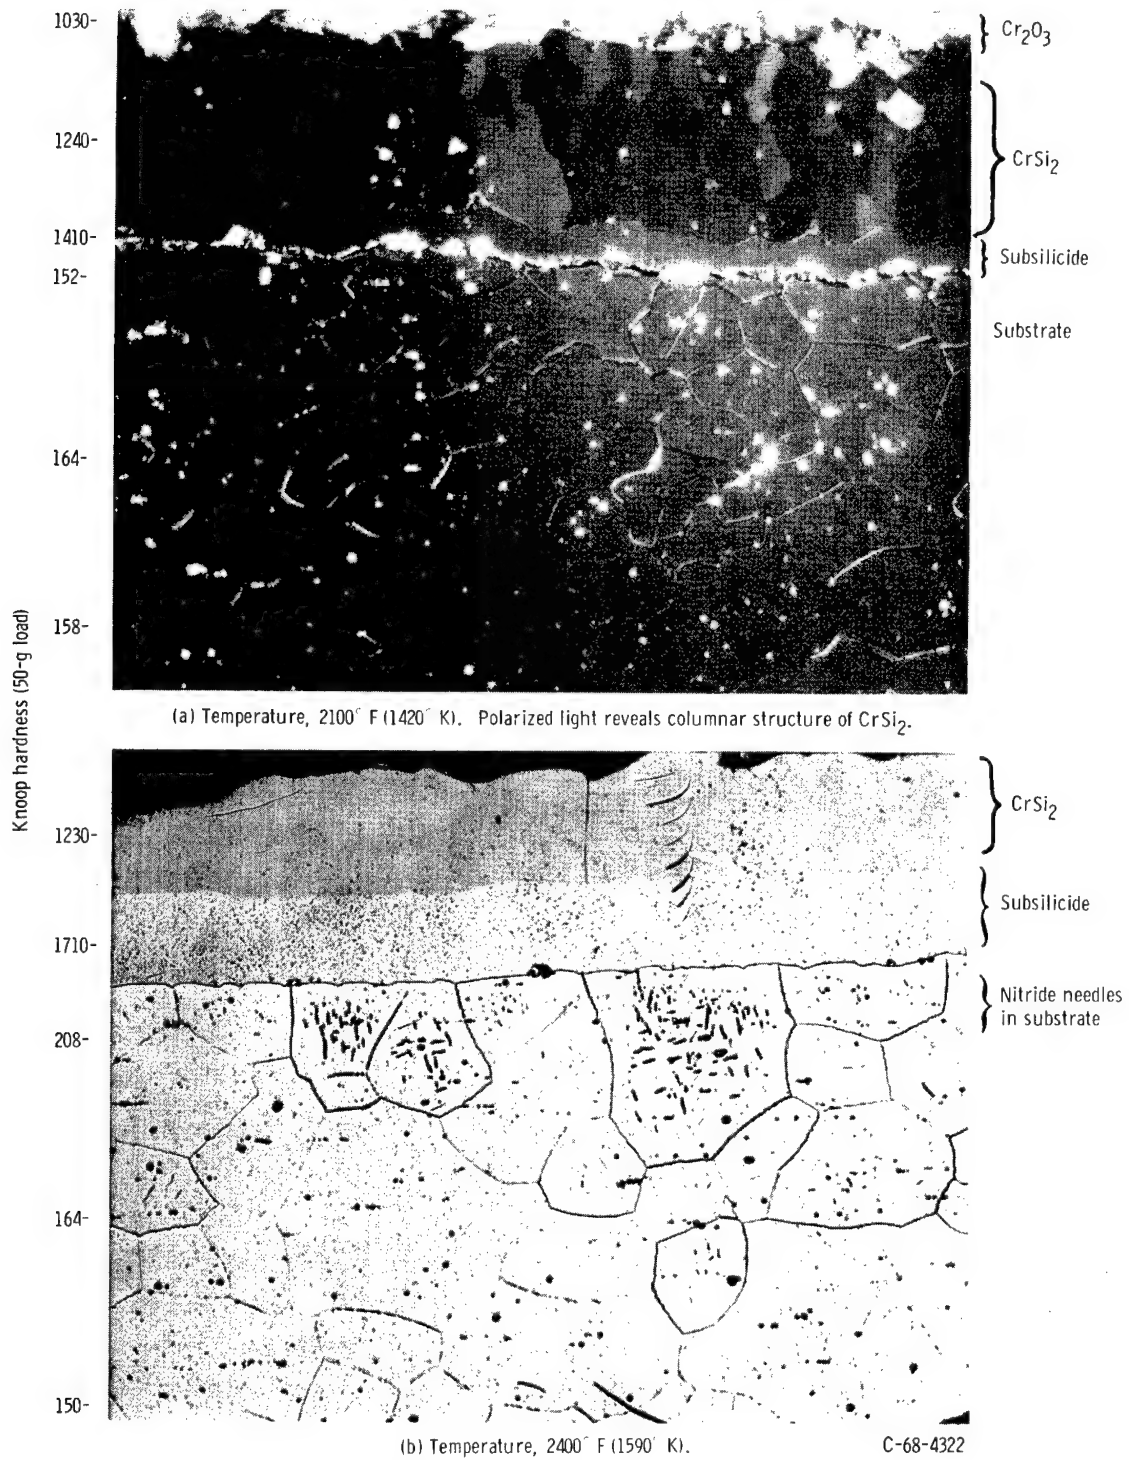 Knoop hardness (50-g load)
1030-
1240-
1410-
152-
164-
158-
Cr2O3
CrSi2
Subsilicide
Substrate
(a) Temperature, 2100° F (1420° K). Polarized light reveals columnar structure of CrSi2.
1230-
1710-
208-
164-
150-
CrSi2
Subsilicide
Nitride needles
in substrate
(b) Temperature, 2400° F (1590° K).
C-68-4322